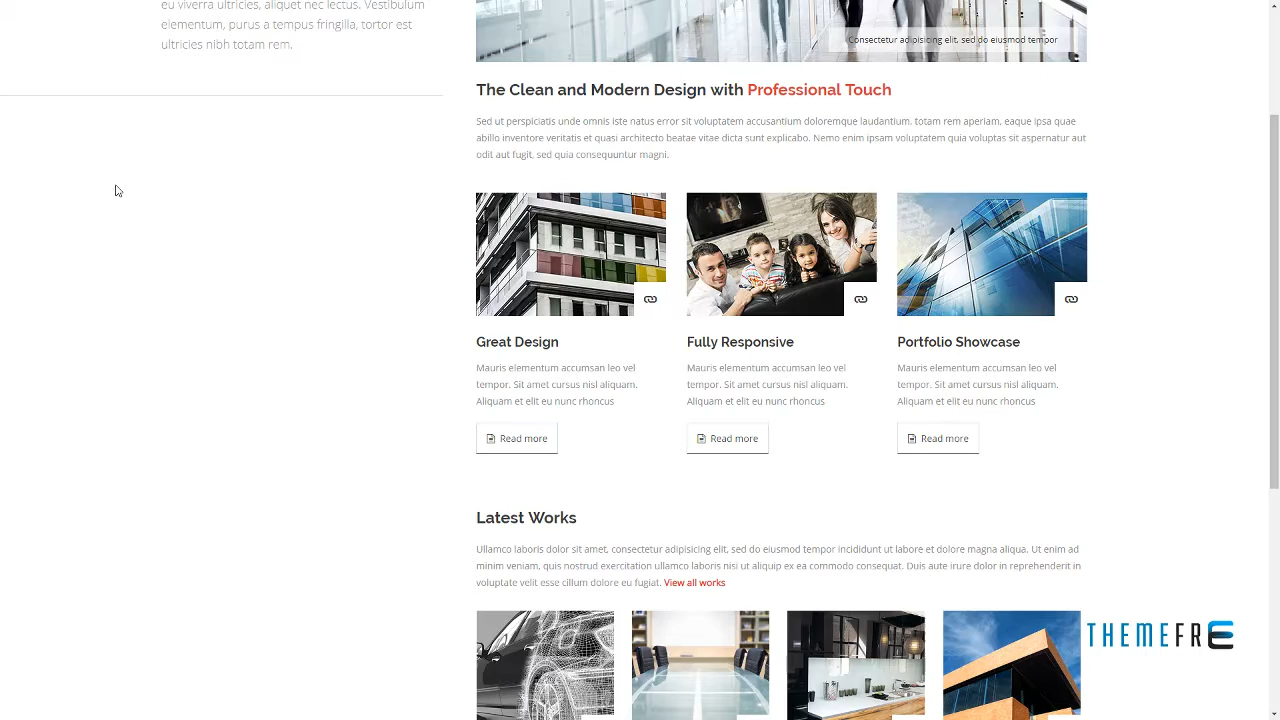 eu viverra ultricies, aliquet nec lectus. Vestibulum
elementum, purus a tempus fringilla, tortor est
ultricies nibh totam rem.
Consectetur adipisicing elit, sed do eiusmod tempor
The Clean and Modern Design with Professional Touch
Sed ut perspiciatis unde omnis iste natus error sit voluptatem accusantium doloremque laudantium, totam rem aperiam, eaque ipsa quae
abillo inventore veritatis et quasi architecto beatae vitae dicta sunt explicabo. Nemo enim ipsam voluptatem quia voluptas sit aspernatur aut
odit aut fugit, sed quia consequuntur magni.
Great Design
Mauris elementum accumsan leo vel
tempor. Sit amet cursus nisl aliquam.
Aliquam et elit eu nunc rhoncus
Read more
Fully Responsive
Mauris elementum accumsan leo vel
tempor. Sit amet cursus nisl aliquam.
Aliquam et elit eu nunc rhoncus
Read more
Portfolio Showcase
Mauris elementum accumsan leo vel
tempor. Sit amet cursus nisl aliquam.
Aliquam et elit eu nunc rhoncus
Read more
Latest Works
Ullamco laboris dolor sit amet, consectetur adipisicing elit, sed do eiusmod tempor incididunt ut labore et dolore magna aliqua. Ut enim ad
minim veniam, quis nostrud exercitation ullamco laboris nisi ut aliquip ex ea commodo consequat. Duis aute irure dolor in reprehenderit in
voluptate velit esse cillum dolore eu fugiat. View all works
THEMEFRE